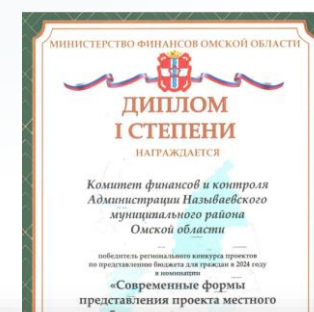 МИНИСТЕРСТВО ФИНАНСОВ ОМСКОЙ ОБЛАСТИ
ДИПЛОМ
I СТЕПЕНИ
НАГРАЖДАЕТСЯ
Комитет финансов и контроля
Администрации Называевского
муниципального района
Омской области
победитель регионального конкурса проектов
по представлению бюджета для граждан в 2024 году
в номинации
«Современные формы
представления проекта местного